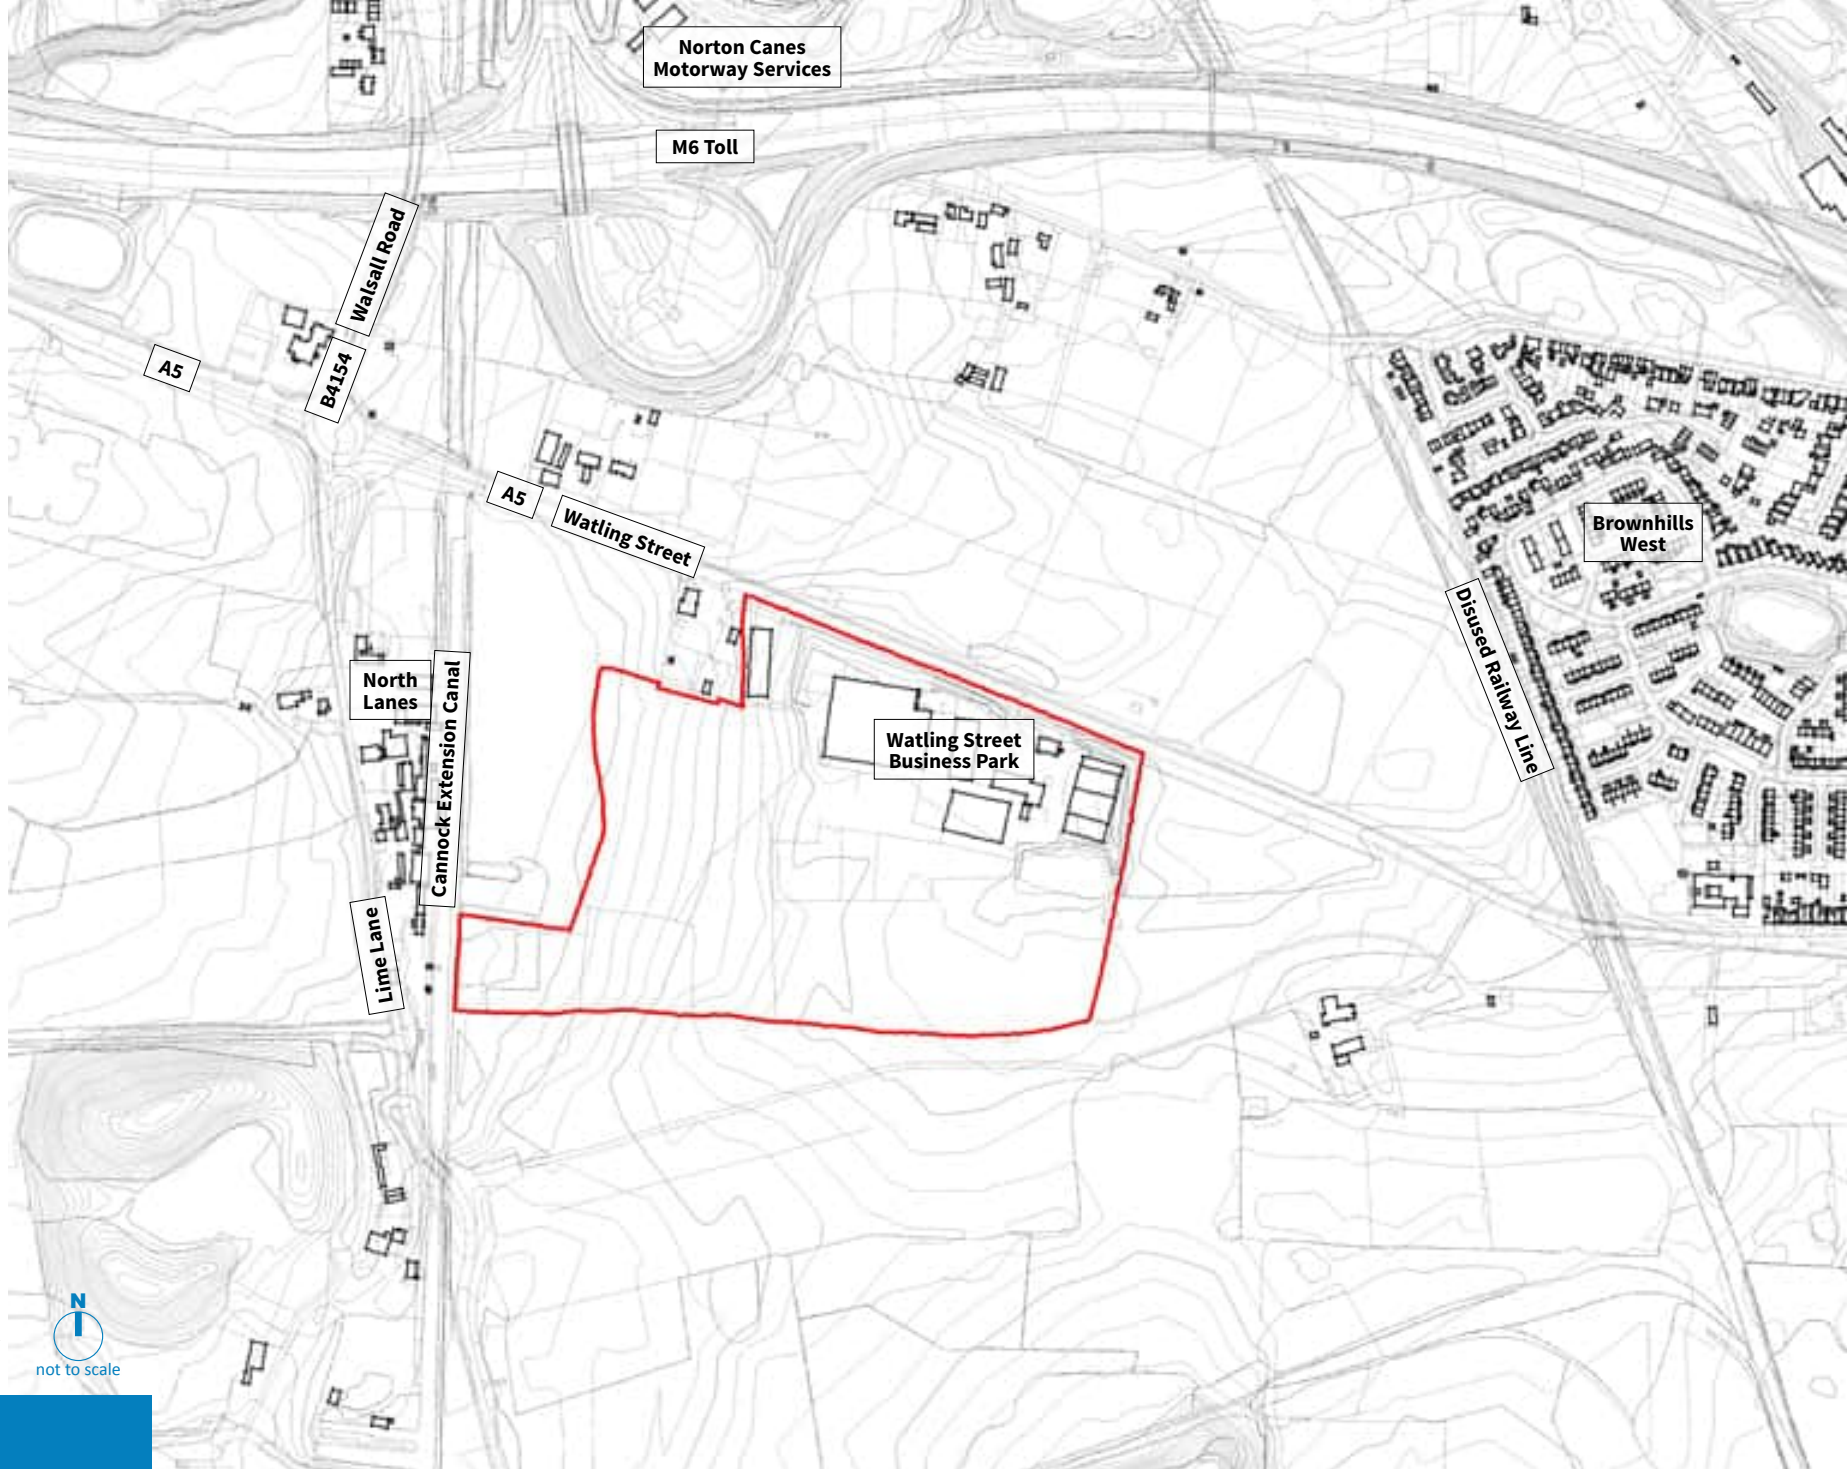 Norton Canes
Motorway Services
M6 Toll
Walsall Road
B4154
A5
A5
Watling Street
Brownhills
West
Disused Railway Line
North
Lanes
Cannock Extension Canal
Watling Street
Business Park
Lime Lane
N
not to scale